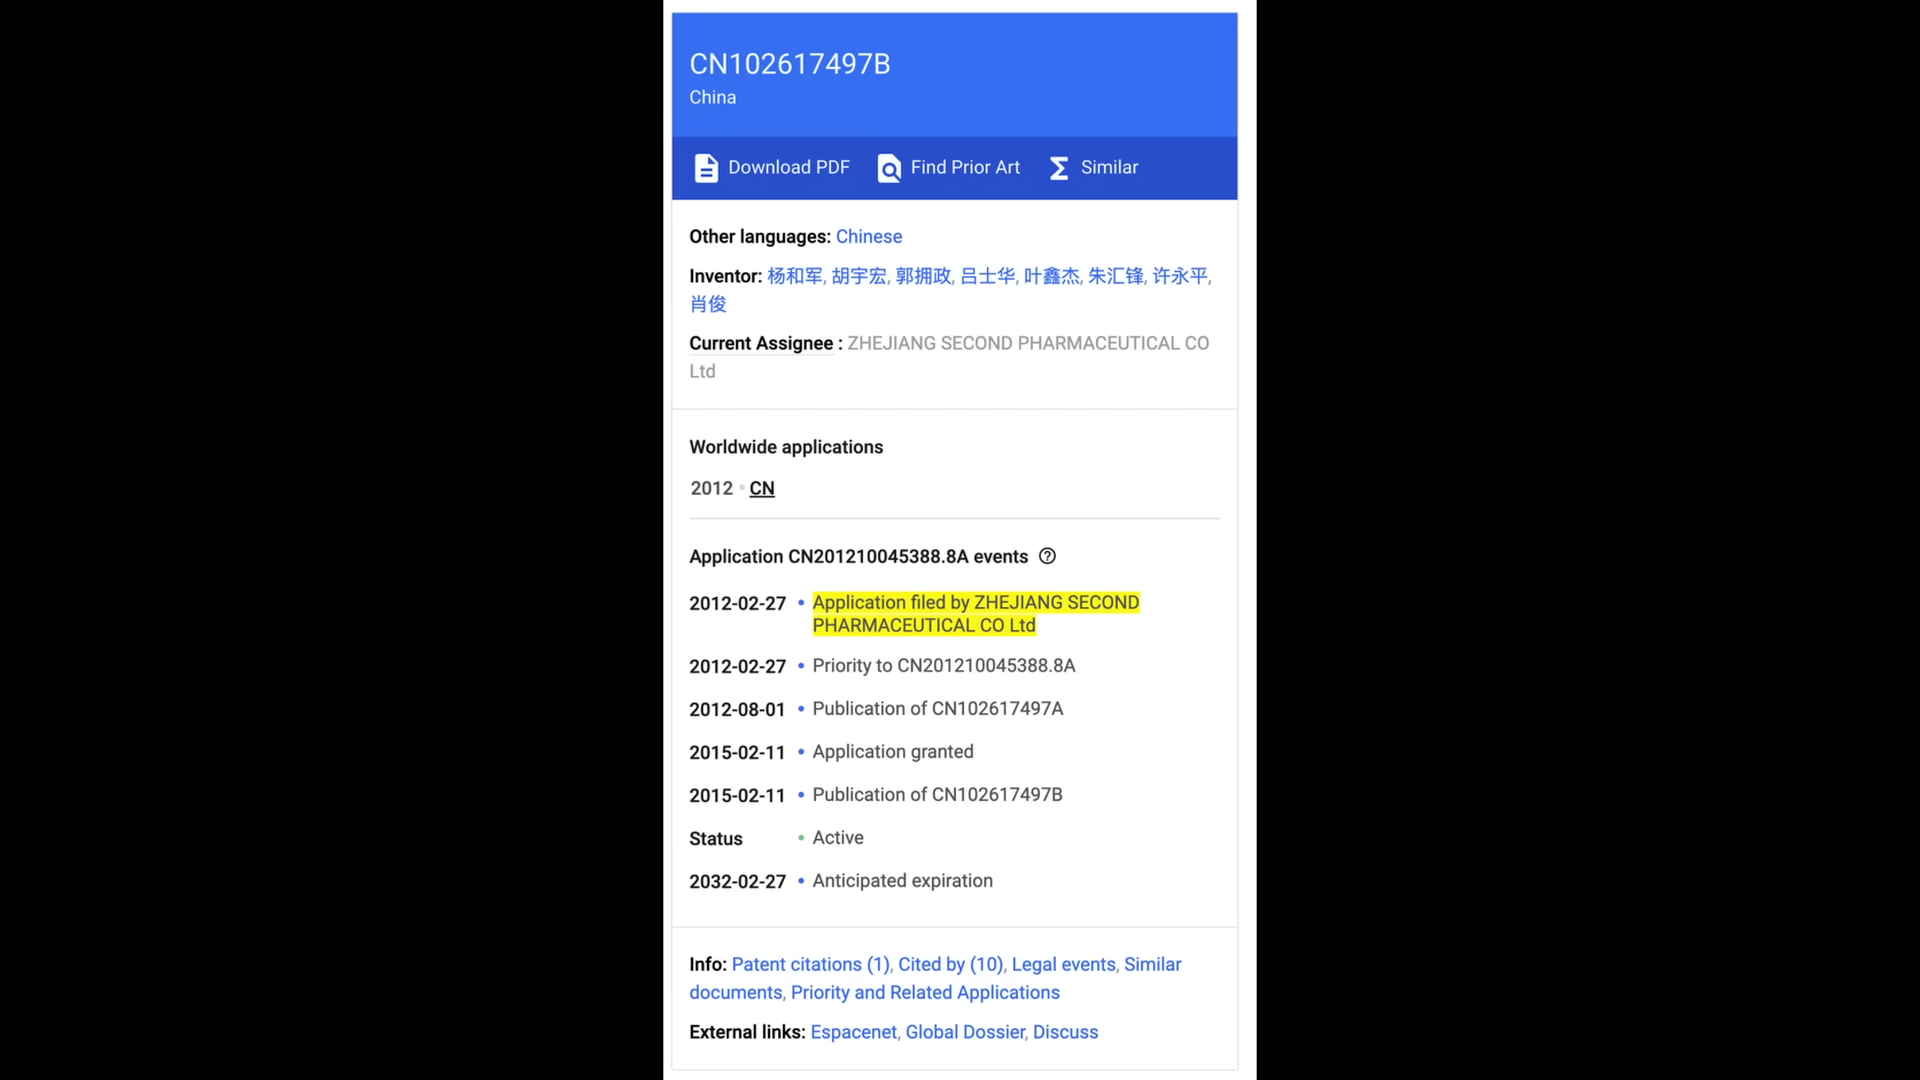 CN102617497B
China
Download PDF Find Prior Art Similar
Other languages: Chinese
Inventor: 杨和军, 胡宇宏, 郭拥政, 吕士华, 叶鑫杰, 朱汇锋, 许永平,
肖俊
Current Assignee : ZHEJIANG SECOND PHARMACEUTICAL CO
Ltd
Worldwide applications
2012 • CN
Application CN201210045388.8A events
2012-02-27 • Application filed by ZHEJIANG SECOND
PHARMACEUTICAL CO Ltd
2012-02-27 • Priority to CN201210045388.8A
2012-08-01 • Publication of CN102617497A
2015-02-11 • Application granted
2015-02-11 • Publication of CN102617497B
Status • Active
2032-02-27 • Anticipated expiration
Info: Patent citations (1), Cited by (10), Legal events, Similar
documents, Priority and Related Applications
External links: Espacenet, Global Dossier, Discuss